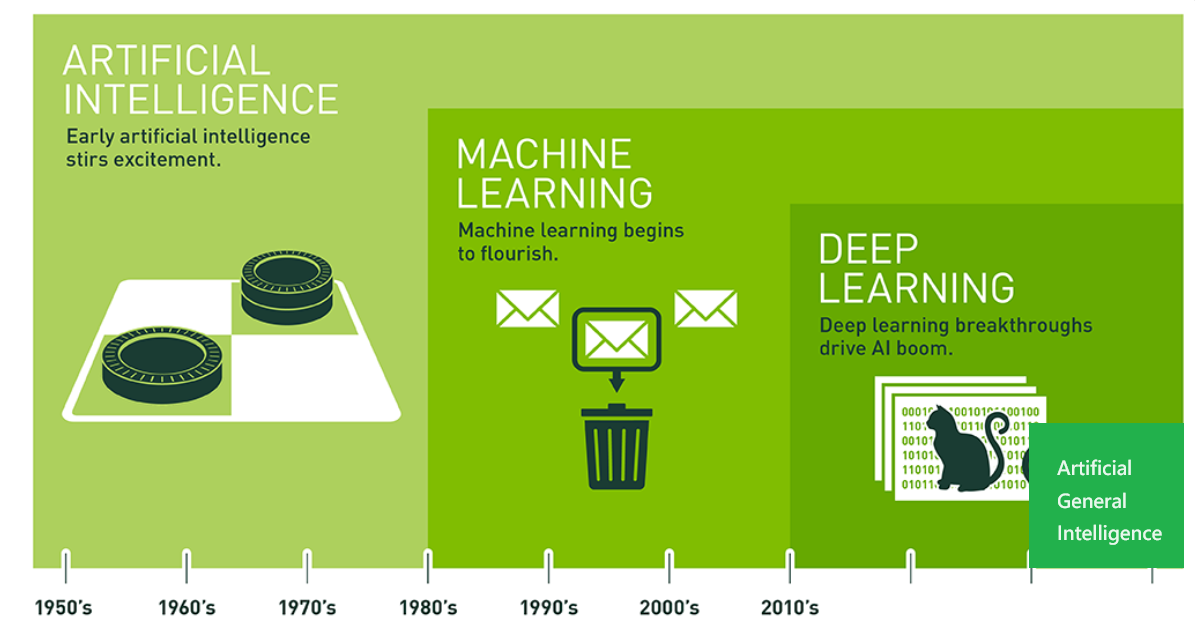 ARTIFICIAL
INTELLIGENCE
Early artificial intelligence
stirs excitement.
MACHINE
LEARNING
Machine learning begins
to flourish.
DEEP
LEARNING
Deep learning breakthroughs
drive AI boom.
Artificial
General
Intelligence
1950's
1960's
1970's
1980's
1990's
2000's
2010's